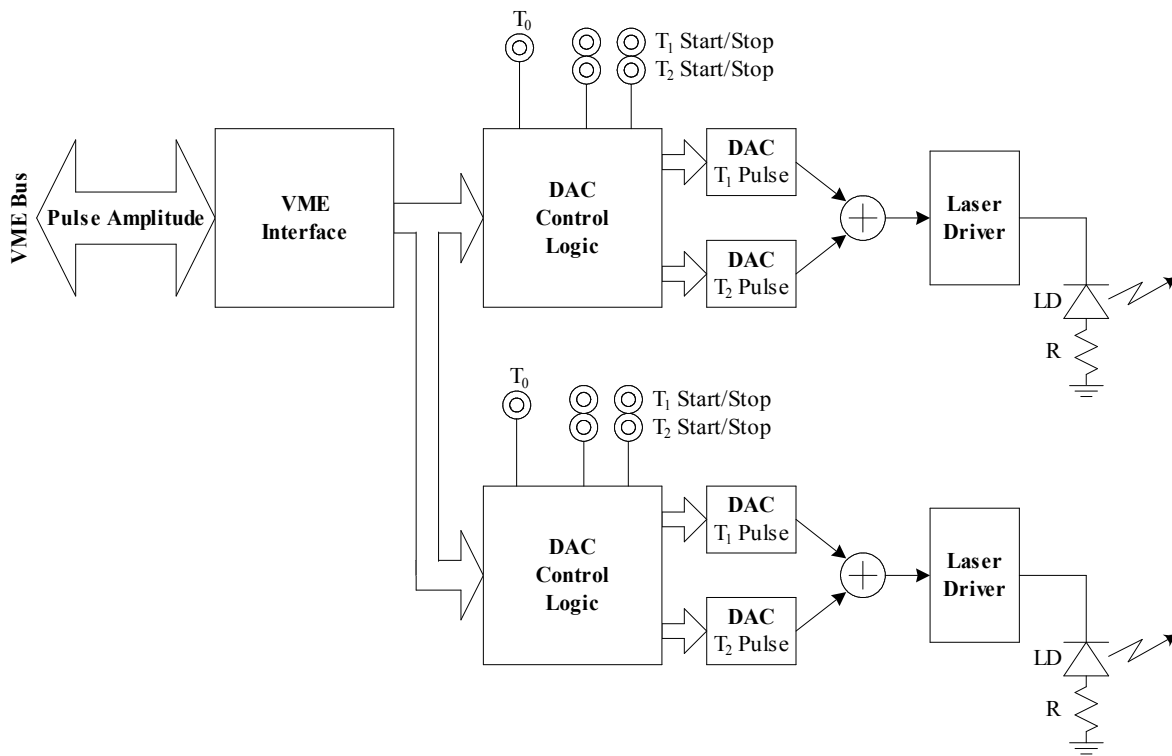 T₀
T₁ Start/Stop
T₂ Start/Stop
VME Bus
Pulse Amplitude
VME
Interface
DAC
Control
Logic
DAC
T₁ Pulse
DAC
T₂ Pulse
Laser
Driver
LD
R
T₀
T₁ Start/Stop
T₂ Start/Stop
DAC
Control
Logic
DAC
T₁ Pulse
DAC
T₂ Pulse
Laser
Driver
LD
R